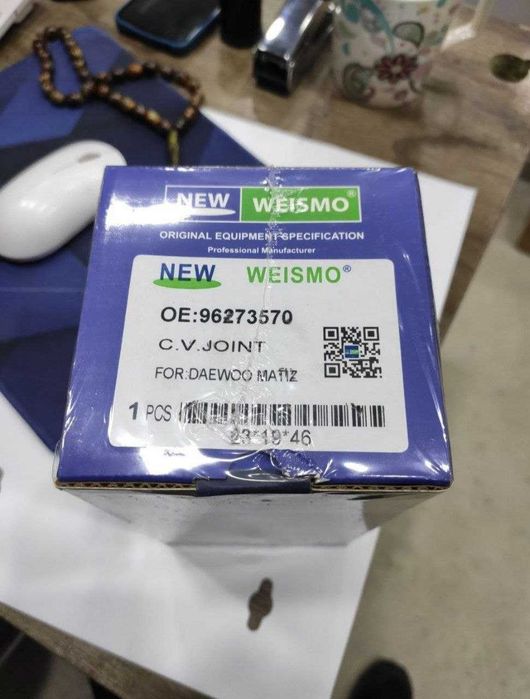 NEW WEISMO®
ORIGINAL EQUIPMENT SPECIFICATION
Professional Manufacturer
NEW WEISMO®
OE:96273570
C.V.JOINT
FOR:DAEWOO MATIZ
1 PCS
23*19*46